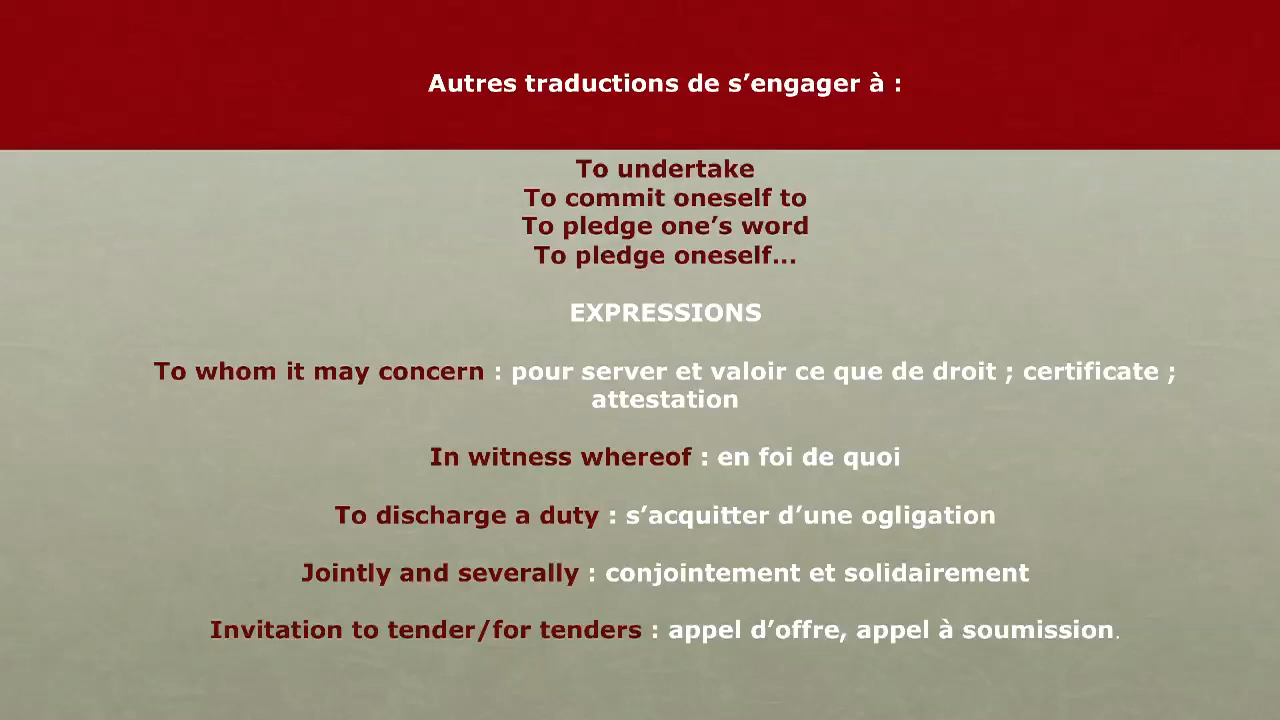 Autres traductions de s’engager à :
To undertake
To commit oneself to
To pledge one’s word
To pledge oneself...
EXPRESSIONS
To whom it may concern : pour server et valoir ce que de droit ; certificate ;
attestation
In witness whereof : en foi de quoi
To discharge a duty : s’acquitter d’une ogligation
Jointly and severally : conjointement et solidairement
Invitation to tender/for tenders : appel d’offre, appel à soumission.